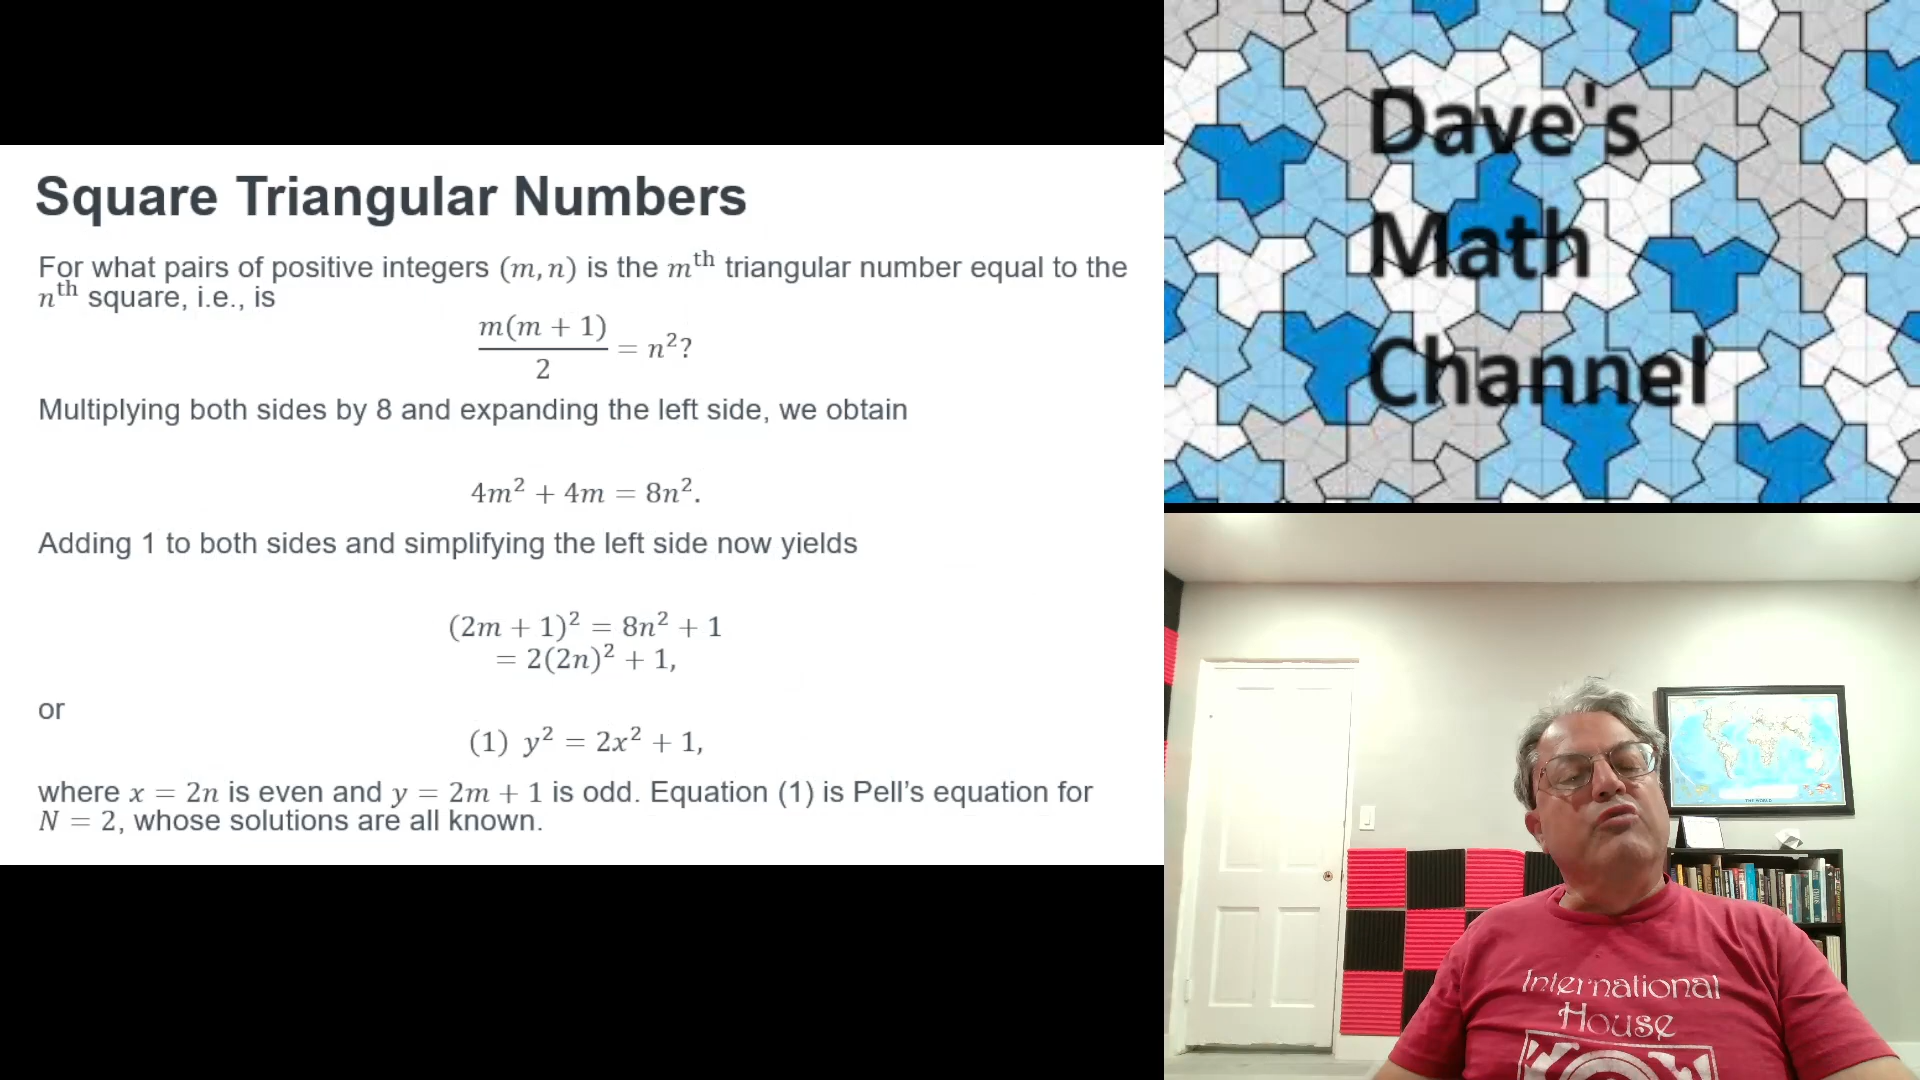 Square Triangular Numbers
For what pairs of positive integers (m, n) is the mᵗʰ triangular number equal to the
nᵗʰ square, i.e., is
m(m + 1)
= n²?
2
Multiplying both sides by 8 and expanding the left side, we obtain
4m² + 4m = 8n².
Adding 1 to both sides and simplifying the left side now yields
(2m + 1)² = 8n² + 1
= 2(2n)² + 1,
or
(1) y² = 2x² + 1,
where x = 2n is even and y = 2m + 1 is odd. Equation (1) is Pell’s equation for
N = 2, whose solutions are all known.
Dave's
Math
Channel
THE WORLD
International
House